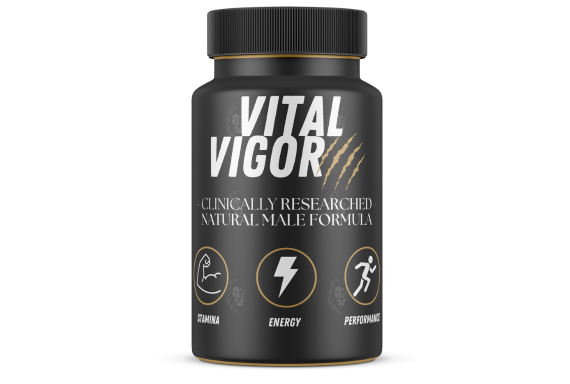 VITAL
VIGOR
CLINICALLY RESEARCHED
NATURAL MALE FORMULA
STAMINA
ENERGY
PERFORMANCE